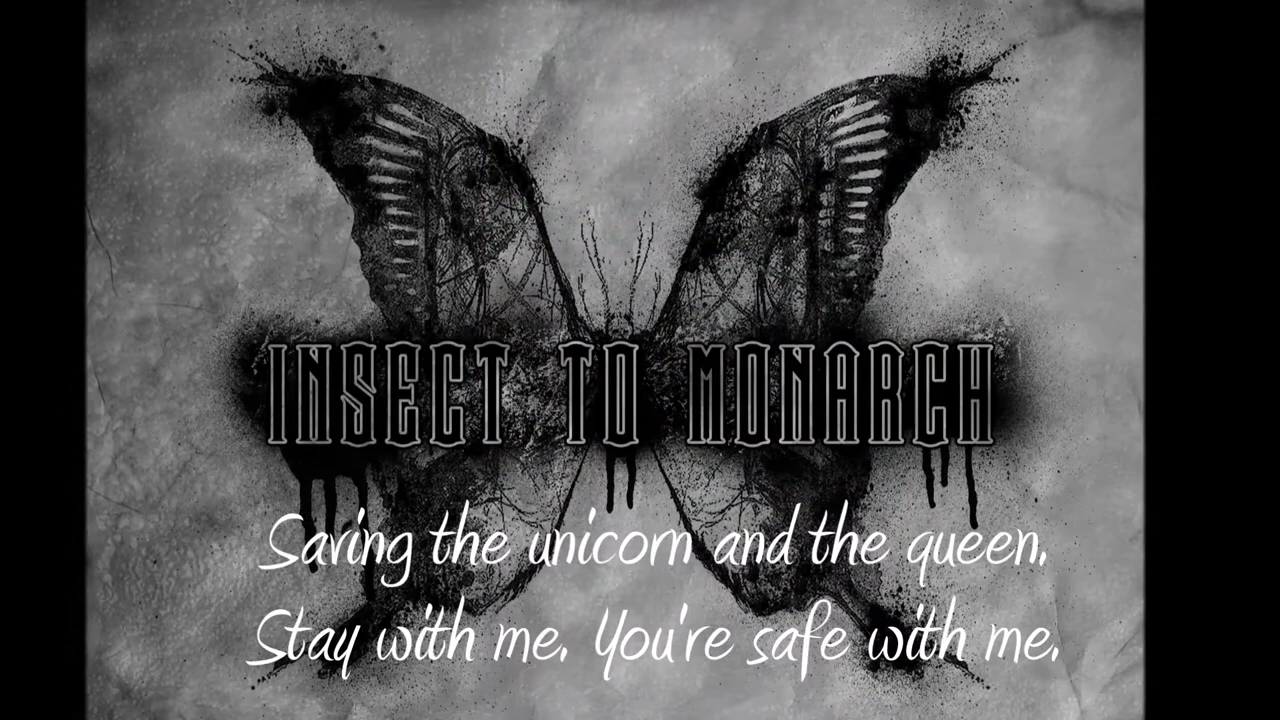 INSECT TO MONARCH
Saving the unicorn and the queen.
Stay with me. You're safe with me.